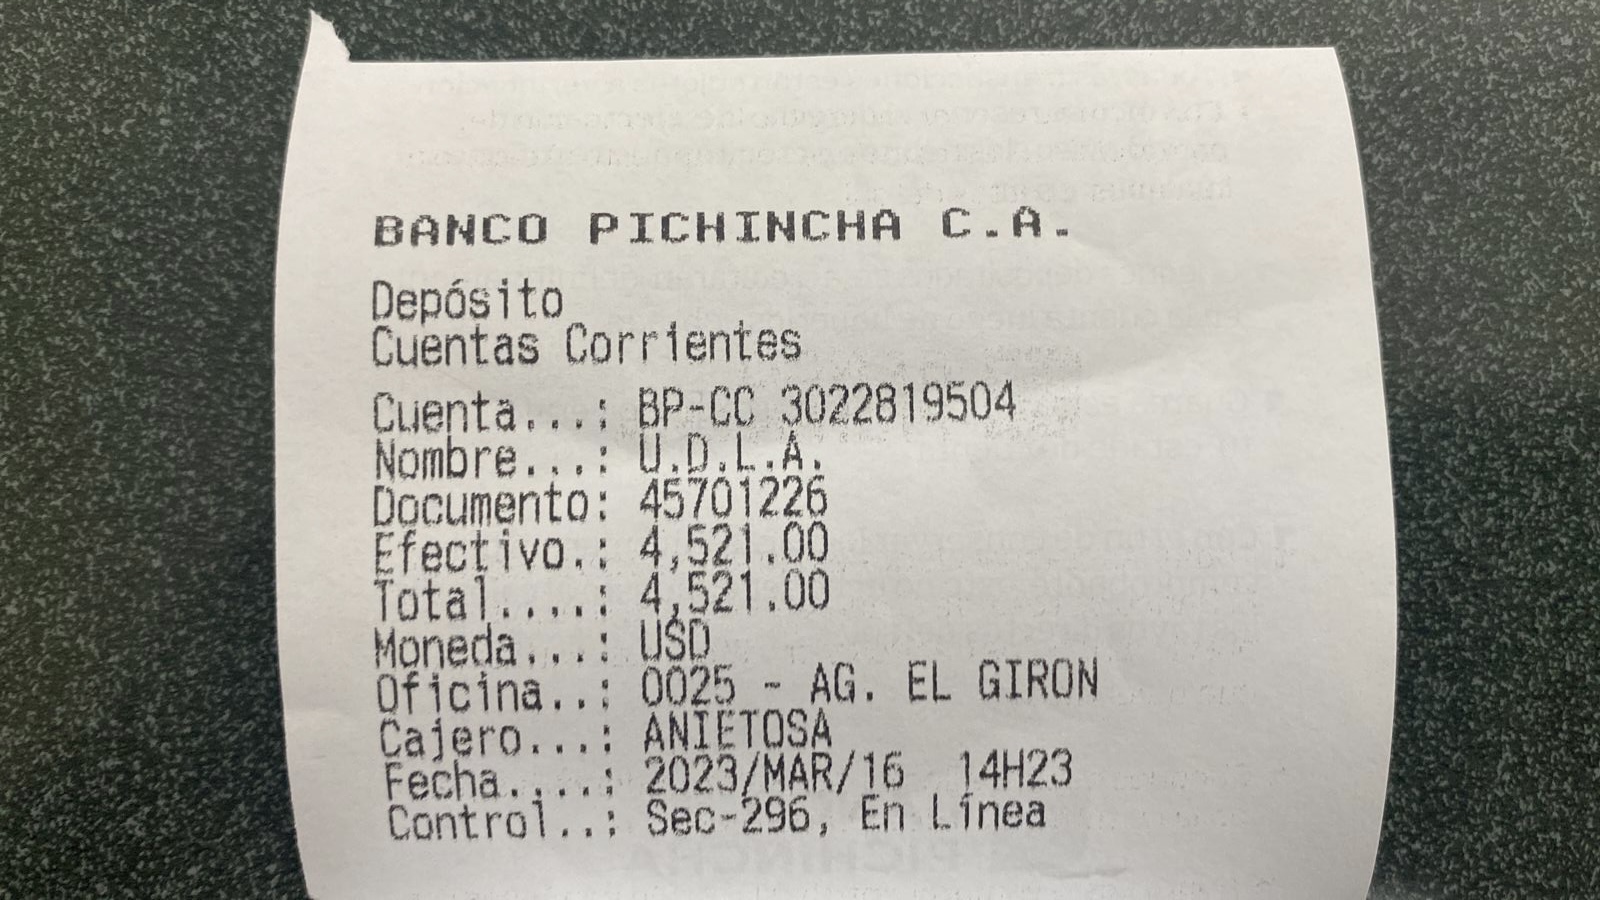 BANCO PICHINCHA C.A.
Depósito
Cuentas Corrientes
Cuenta...: BP-CC 3022819504
Nombre...: U.D.L.A.
Documento: 45701226
Efectivo.: 4,521.00
Total....: 4,521.00
Moneda...: USD
Oficina..: 0025 - AG. EL GIRON
Cajero...: ANIETOSA
Fecha....: 2023/MAR/16 14H23
Control..: Sec-296, En Línea